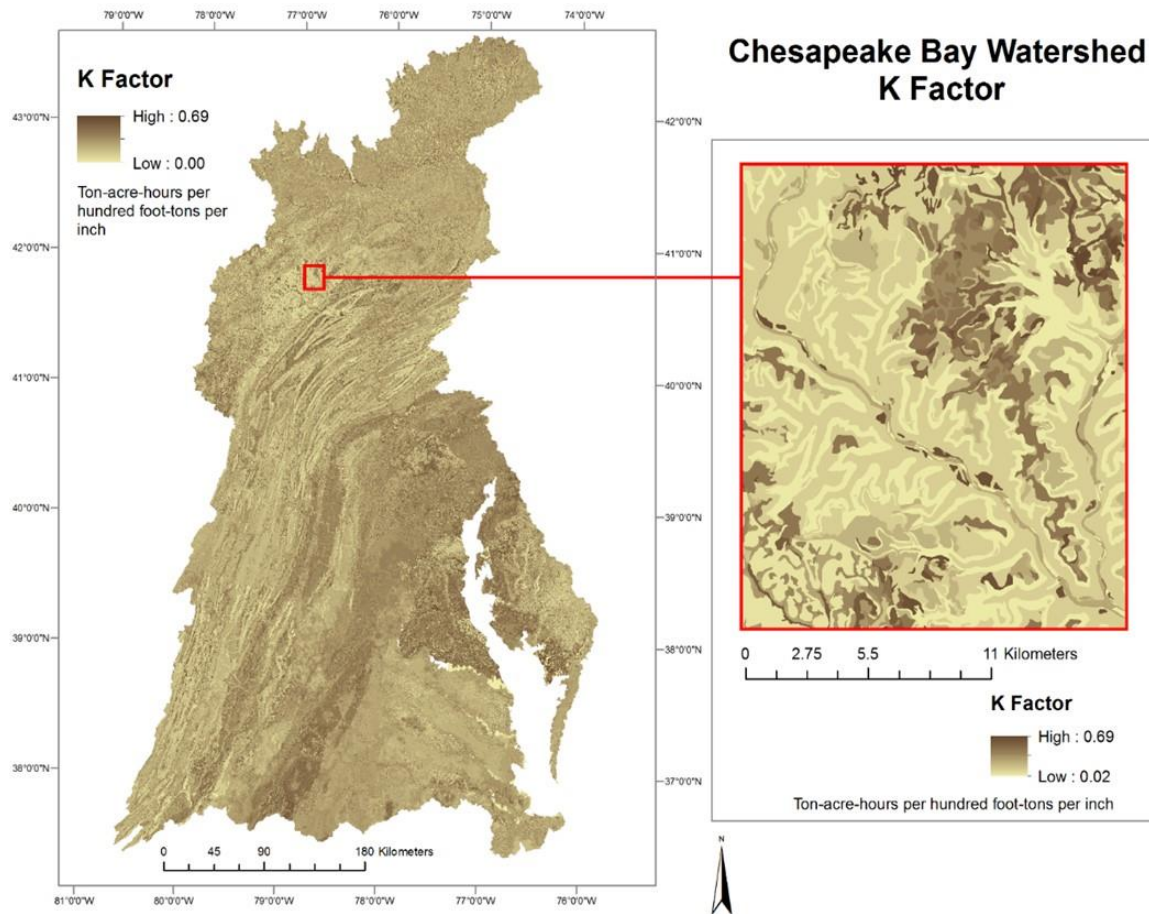 79°0'0"W 78°0'0"W 77°0'0"W 76°0'0"W 75°0'0"W 74°0'0"W
Chesapeake Bay Watershed
K Factor
K Factor
High : 0.69
Low : 0.00
Ton-acre-hours per
hundred foot-tons per
inch
43°0'0"N
42°0'0"N
41°0'0"N
40°0'0"N
39°0'0"N
38°0'0"N
42°0'0"N
41°0'0"N
40°0'0"N
39°0'0"N
38°0'0"N
37°0'0"N
0 45 90 180 Kilometers
81°0'0"W 80°0'0"W 79°0'0"W 78°0'0"W 77°0'0"W 76°0'0"W
0 2.75 5.5 11 Kilometers
K Factor
High : 0.69
Low : 0.02
Ton-acre-hours per hundred foot-tons per inch
N